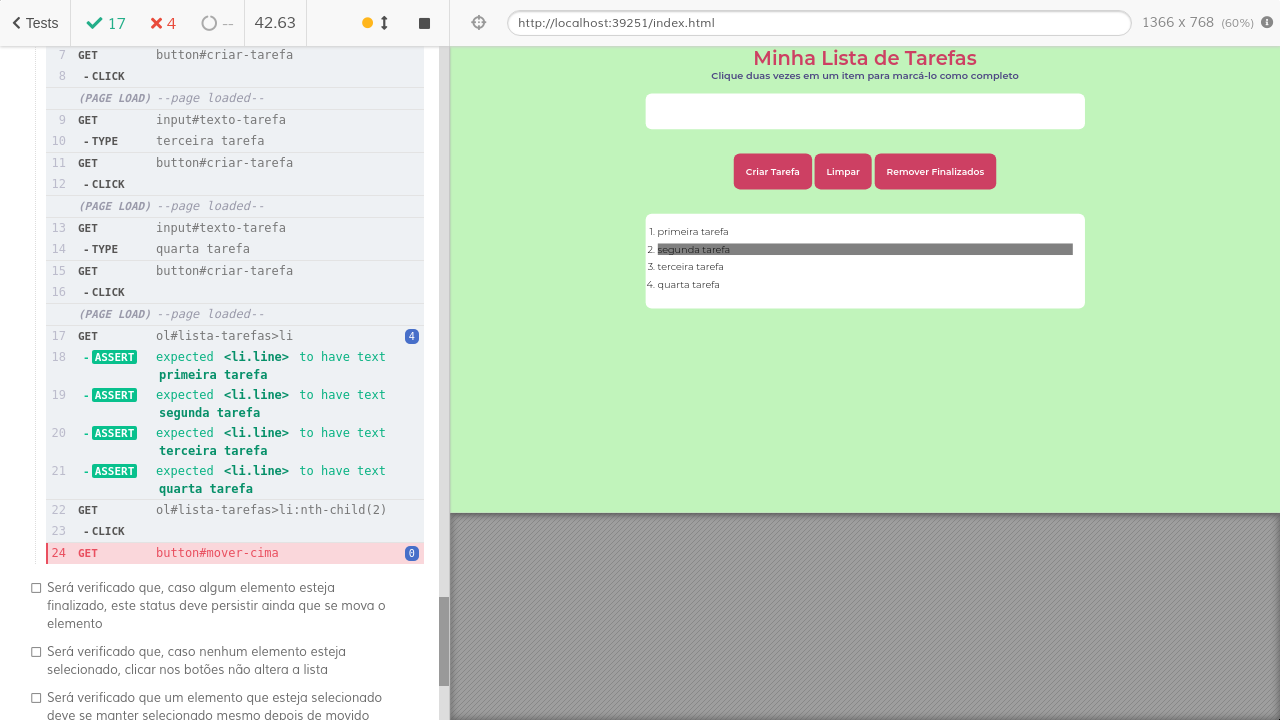 Tests 17 4 -- 42.63
http://localhost:39251/index.html 1366 x 768 (60%)
7 GET button#criar-tarefa
8 -CLICK
(PAGE LOAD) --page loaded--
9 GET input#texto-tarefa
10 -TYPE terceira tarefa
11 GET button#criar-tarefa
12 -CLICK
(PAGE LOAD) --page loaded--
13 GET input#texto-tarefa
14 -TYPE quarta tarefa
15 GET button#criar-tarefa
16 -CLICK
(PAGE LOAD) --page loaded--
17 GET ol#lista-tarefas>li 4
18 -ASSERT expected <li.line> to have text
primeira tarefa
19 -ASSERT expected <li.line> to have text
segunda tarefa
20 -ASSERT expected <li.line> to have text
terceira tarefa
21 -ASSERT expected <li.line> to have text
quarta tarefa
22 GET ol#lista-tarefas>li:nth-child(2)
23 -CLICK
24 GET button#mover-cima 0
Será verificado que, caso algum elemento esteja
finalizado, este status deve persistir ainda que se mova o
elemento
Será verificado que, caso nenhum elemento esteja
selecionado, clicar nos botões não altera a lista
Será verificado que um elemento que esteja selecionado
deve se manter selecionado mesmo depois de movido
Minha Lista de Tarefas
Clique duas vezes em um item para marcá-lo como completo
Criar Tarefa Limpar Remover Finalizados
1. primeira tarefa
2. segunda tarefa
3. terceira tarefa
4. quarta tarefa